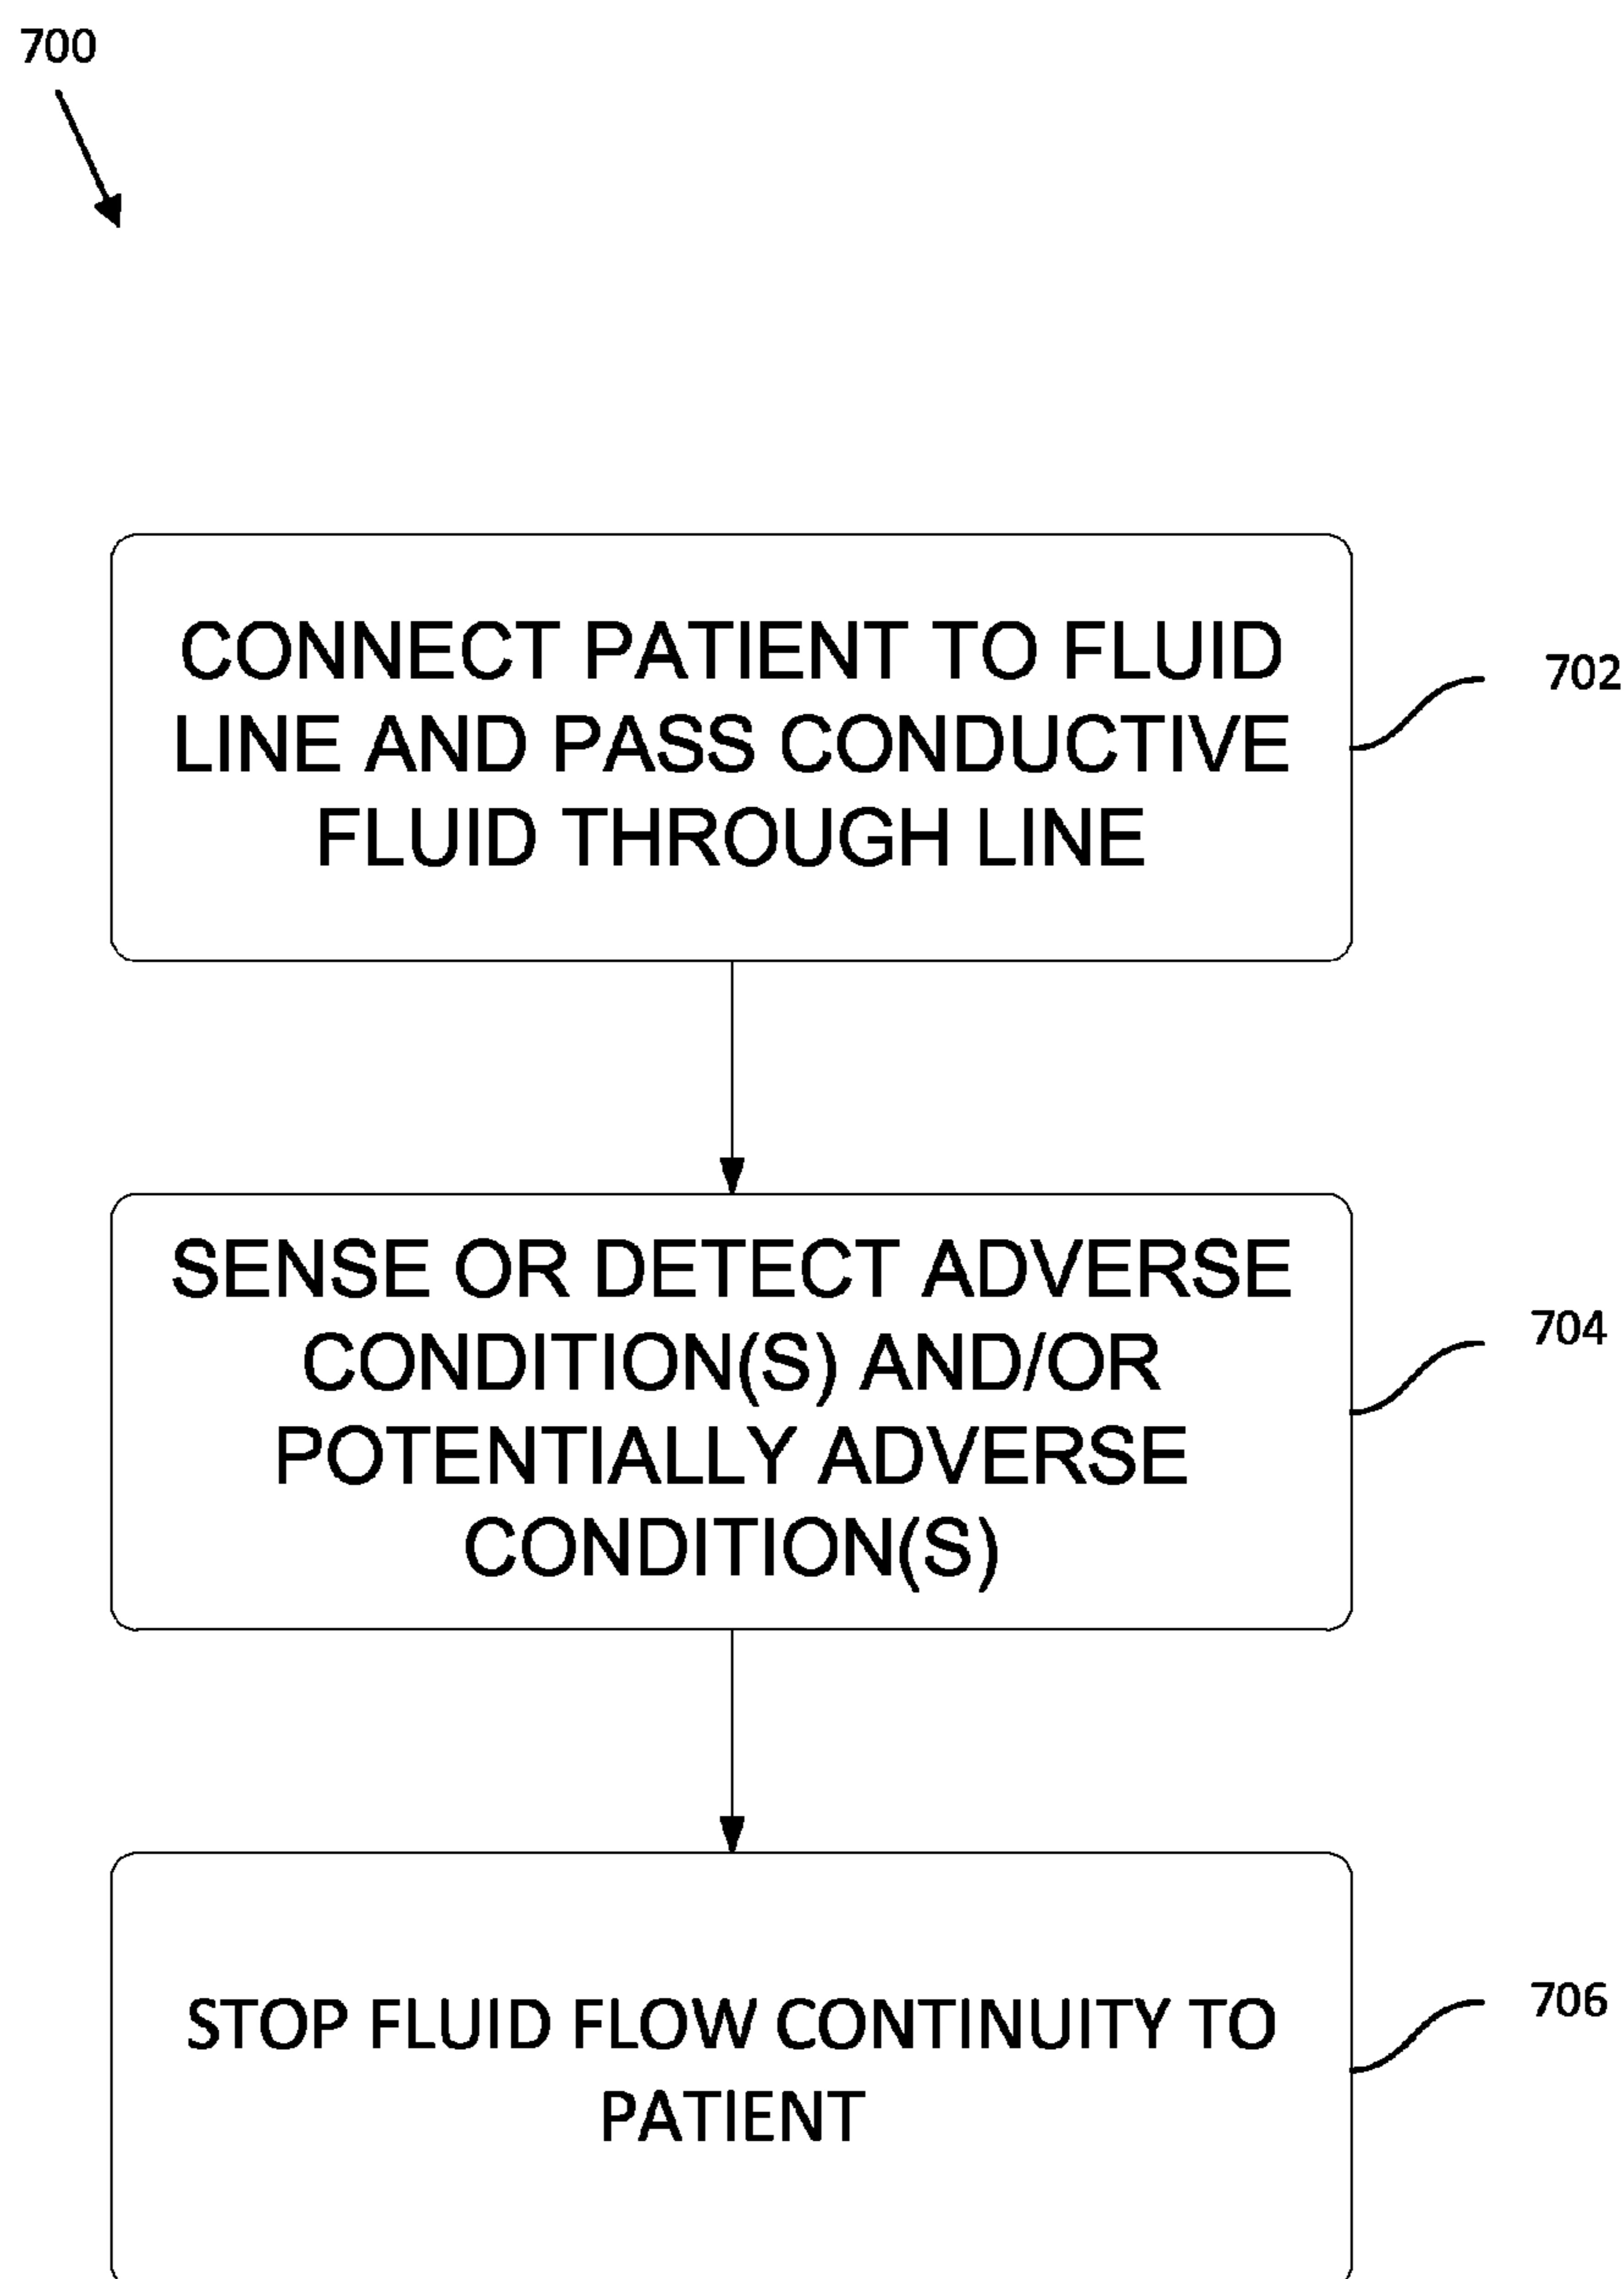 700
CONNECT PATIENT TO FLUID
LINE AND PASS CONDUCTIVE
FLUID THROUGH LINE
702
SENSE OR DETECT ADVERSE
CONDITION(S) AND/OR
POTENTIALLY ADVERSE
CONDITION(S)
704
STOP FLUID FLOW CONTINUITY TO
PATIENT
706